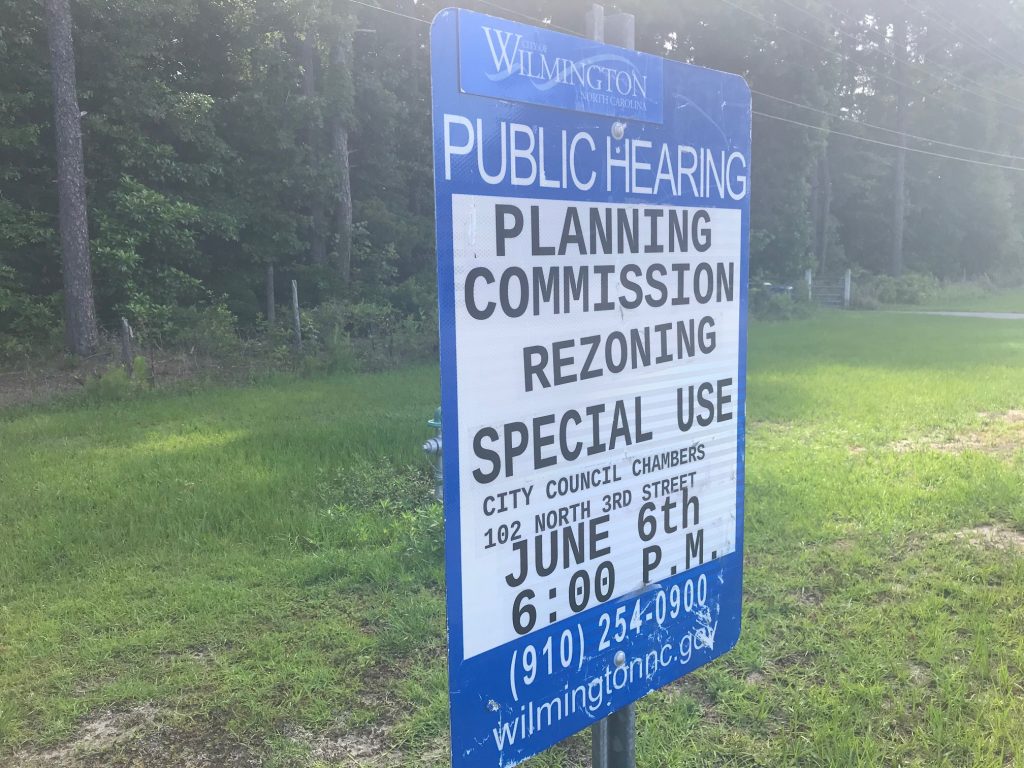 CITY OF
WILMINGTON
NORTH CAROLINA
PUBLIC HEARING
PLANNING
COMMISSION
REZONING
SPECIAL USE
CITY COUNCIL CHAMBERS
102 NORTH 3RD STREET
JUNE 6th
6:00 P.M.
(910) 254-0900
wilmingtonnc.gov